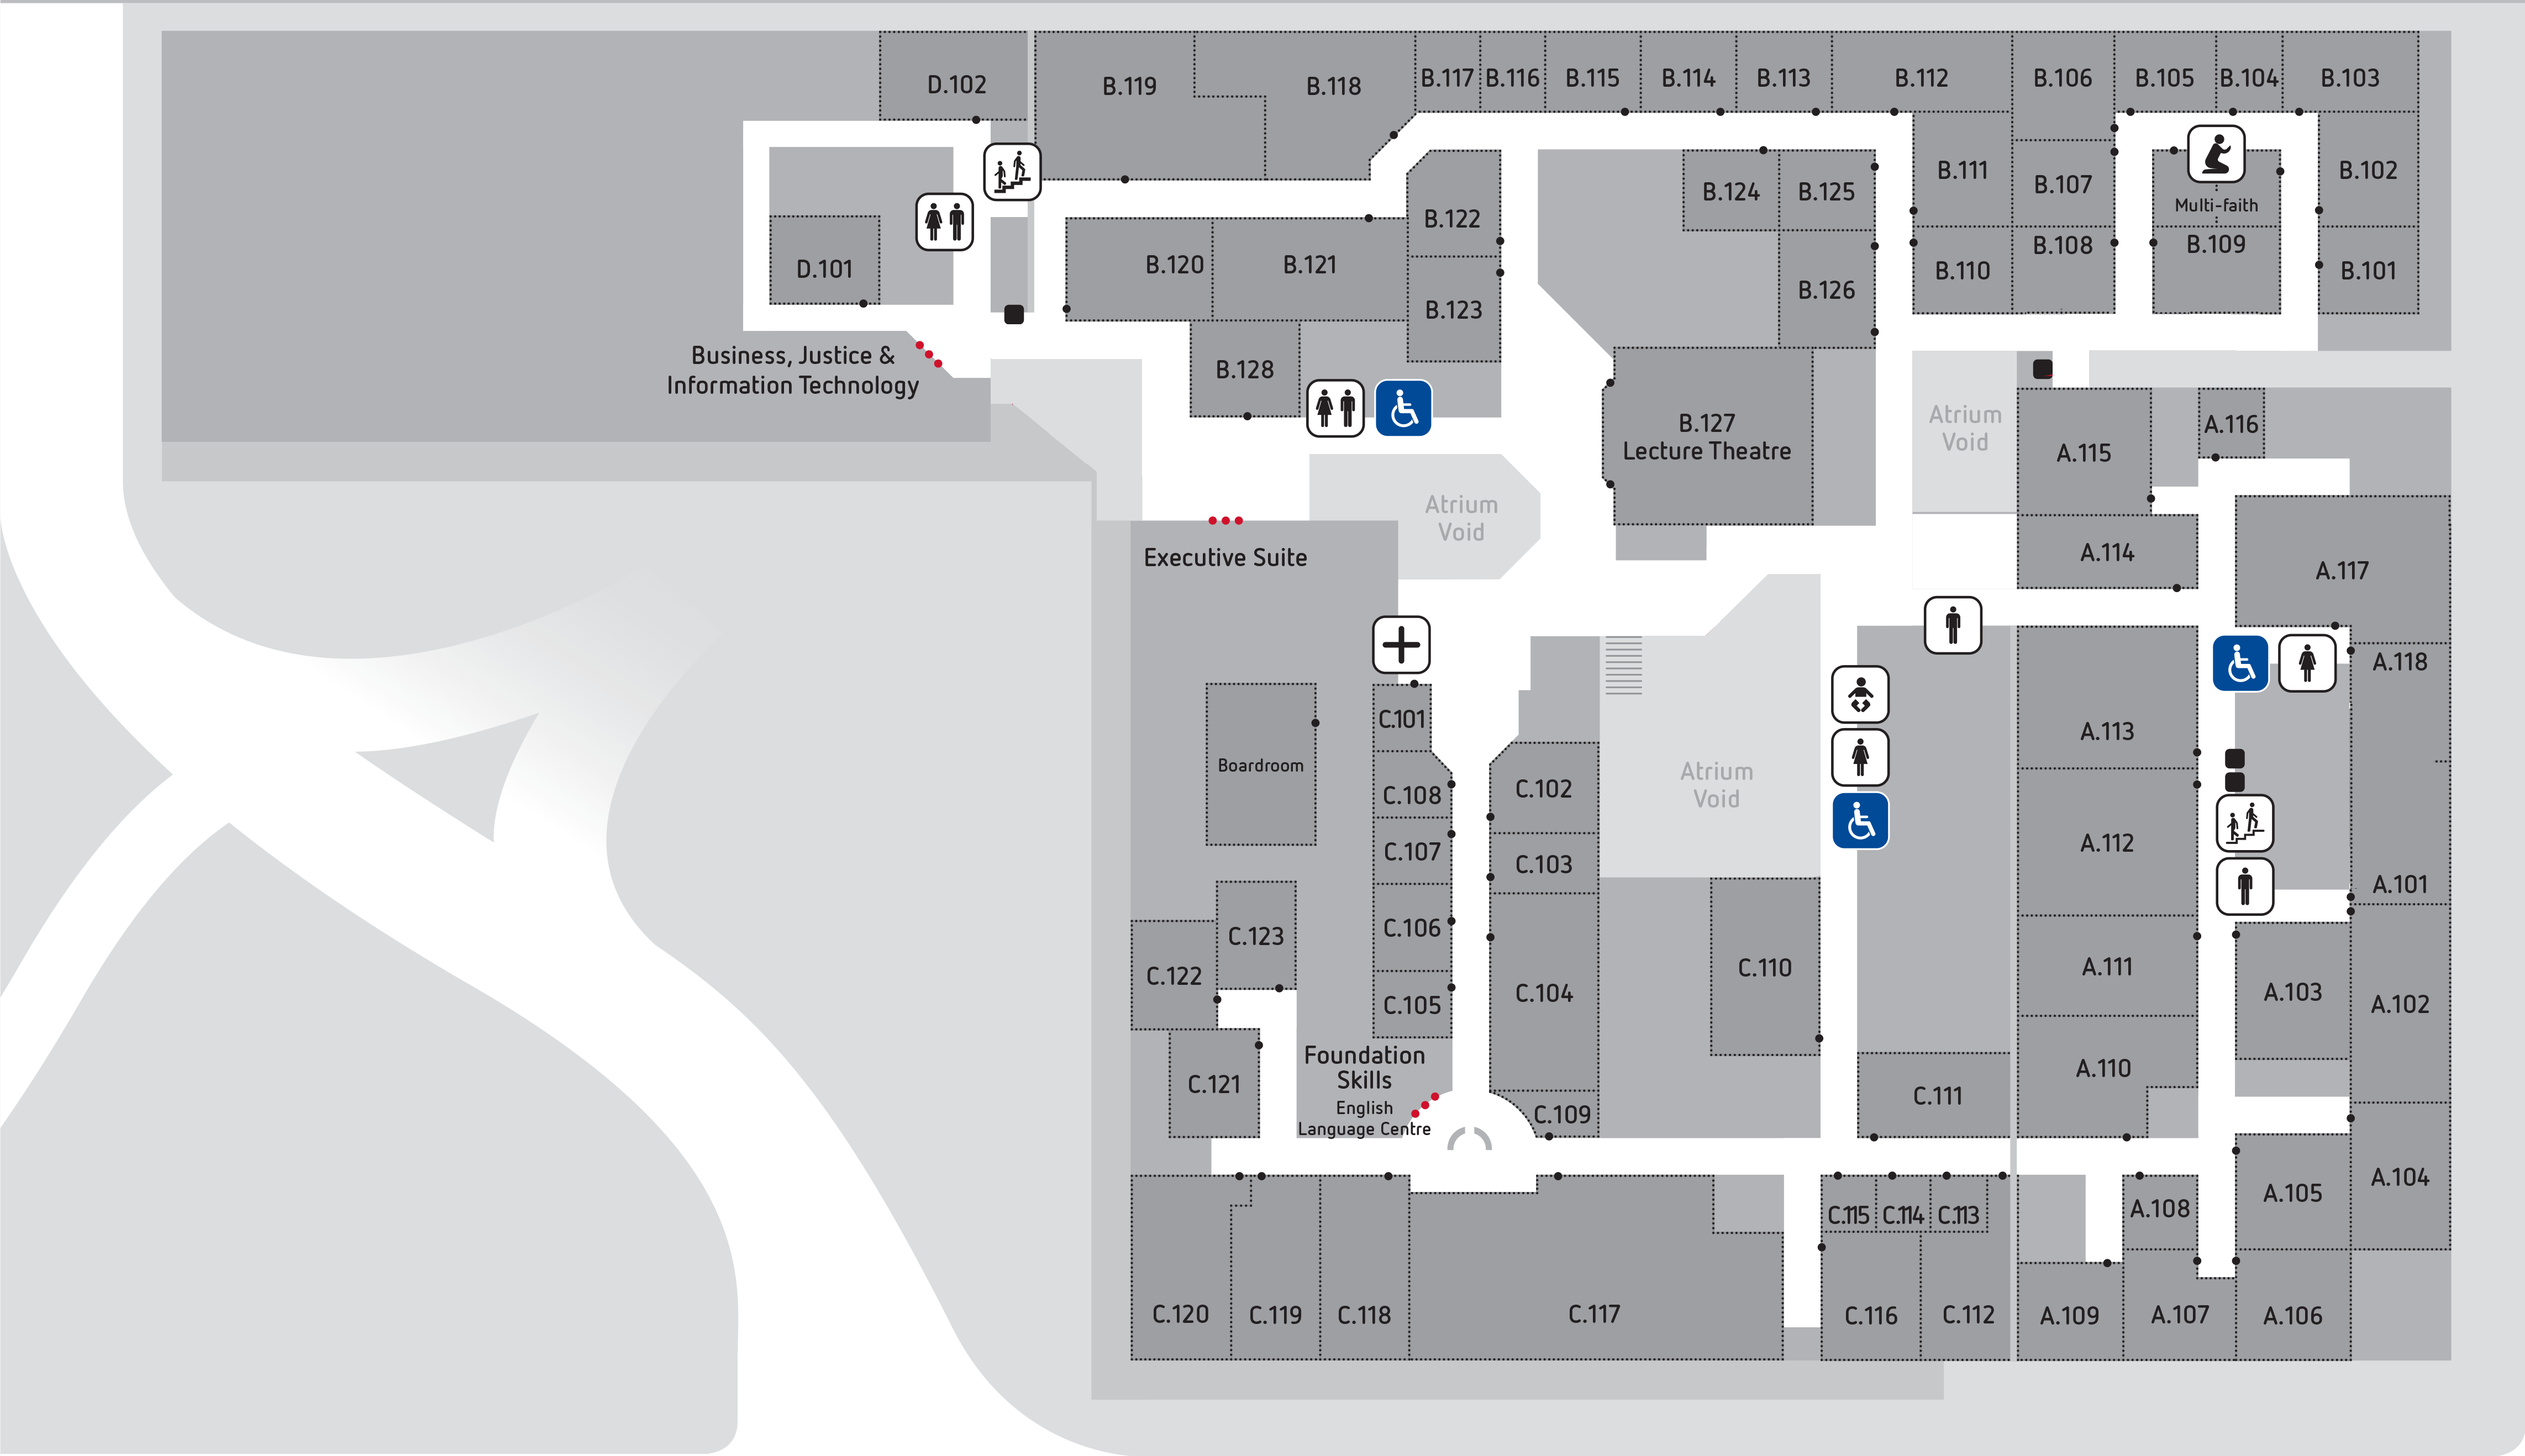 D.102
B.119
B.118
B.117
B.116
B.115
B.114
B.113
B.112
B.106
B.105
B.104
B.103
B.111
B.107
B.102
B.124
B.125
Multi-faith
B.122
B.109
B.108
B.110
B.101
D.101
B.120
B.121
B.126
B.123
Business, Justice &
Information Technology
B.128
B.127
Lecture Theatre
Atrium
Void
A.116
A.115
Atrium
Void
Executive Suite
A.114
A.117
A.118
C.101
A.113
Boardroom
Atrium
Void
C.108
C.102
C.107
C.103
A.112
A.101
C.123
C.106
C.122
C.110
A.111
C.104
C.105
A.103
A.102
Foundation
Skills
English
Language Centre
C.121
C.109
C.111
A.110
A.104
A.105
C.115
C.114
C.113
A.108
C.120
C.119
C.118
C.117
C.116
C.112
A.109
A.107
A.106